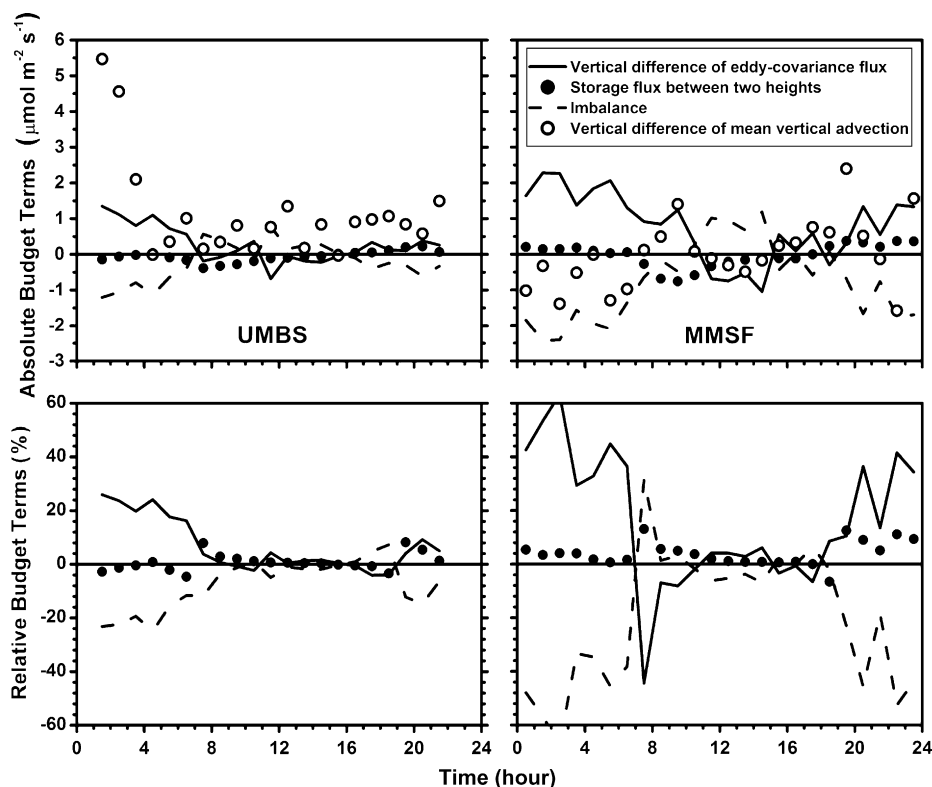 Absolute Budget Terms (μmol m⁻² s⁻¹)
6
5
4
3
2
1
0
-1
-2
-3
UMBS
Vertical difference of eddy-covariance flux
Storage flux between two heights
Imbalance
Vertical difference of mean vertical advection
MMSF
Relative Budget Terms (%)
60
40
20
0
-20
-40
-60
0 4 8 12 16 20 24
0 4 8 12 16 20 24
Time (hour)